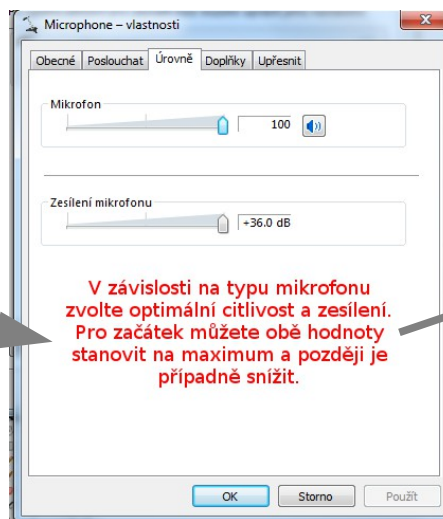 Microphone – vlastnosti
Obecné Poslouchat Úrovně Doplňky Upřesnit
Mikrofon
100
Zesílení mikrofonu
+36.0 dB
V závislosti na typu mikrofonu
zvolte optimální citlivost a zesílení.
Pro začátek můžete obě hodnoty
stanovit na maximum a později je
případně snížit.
OK Storno Použít